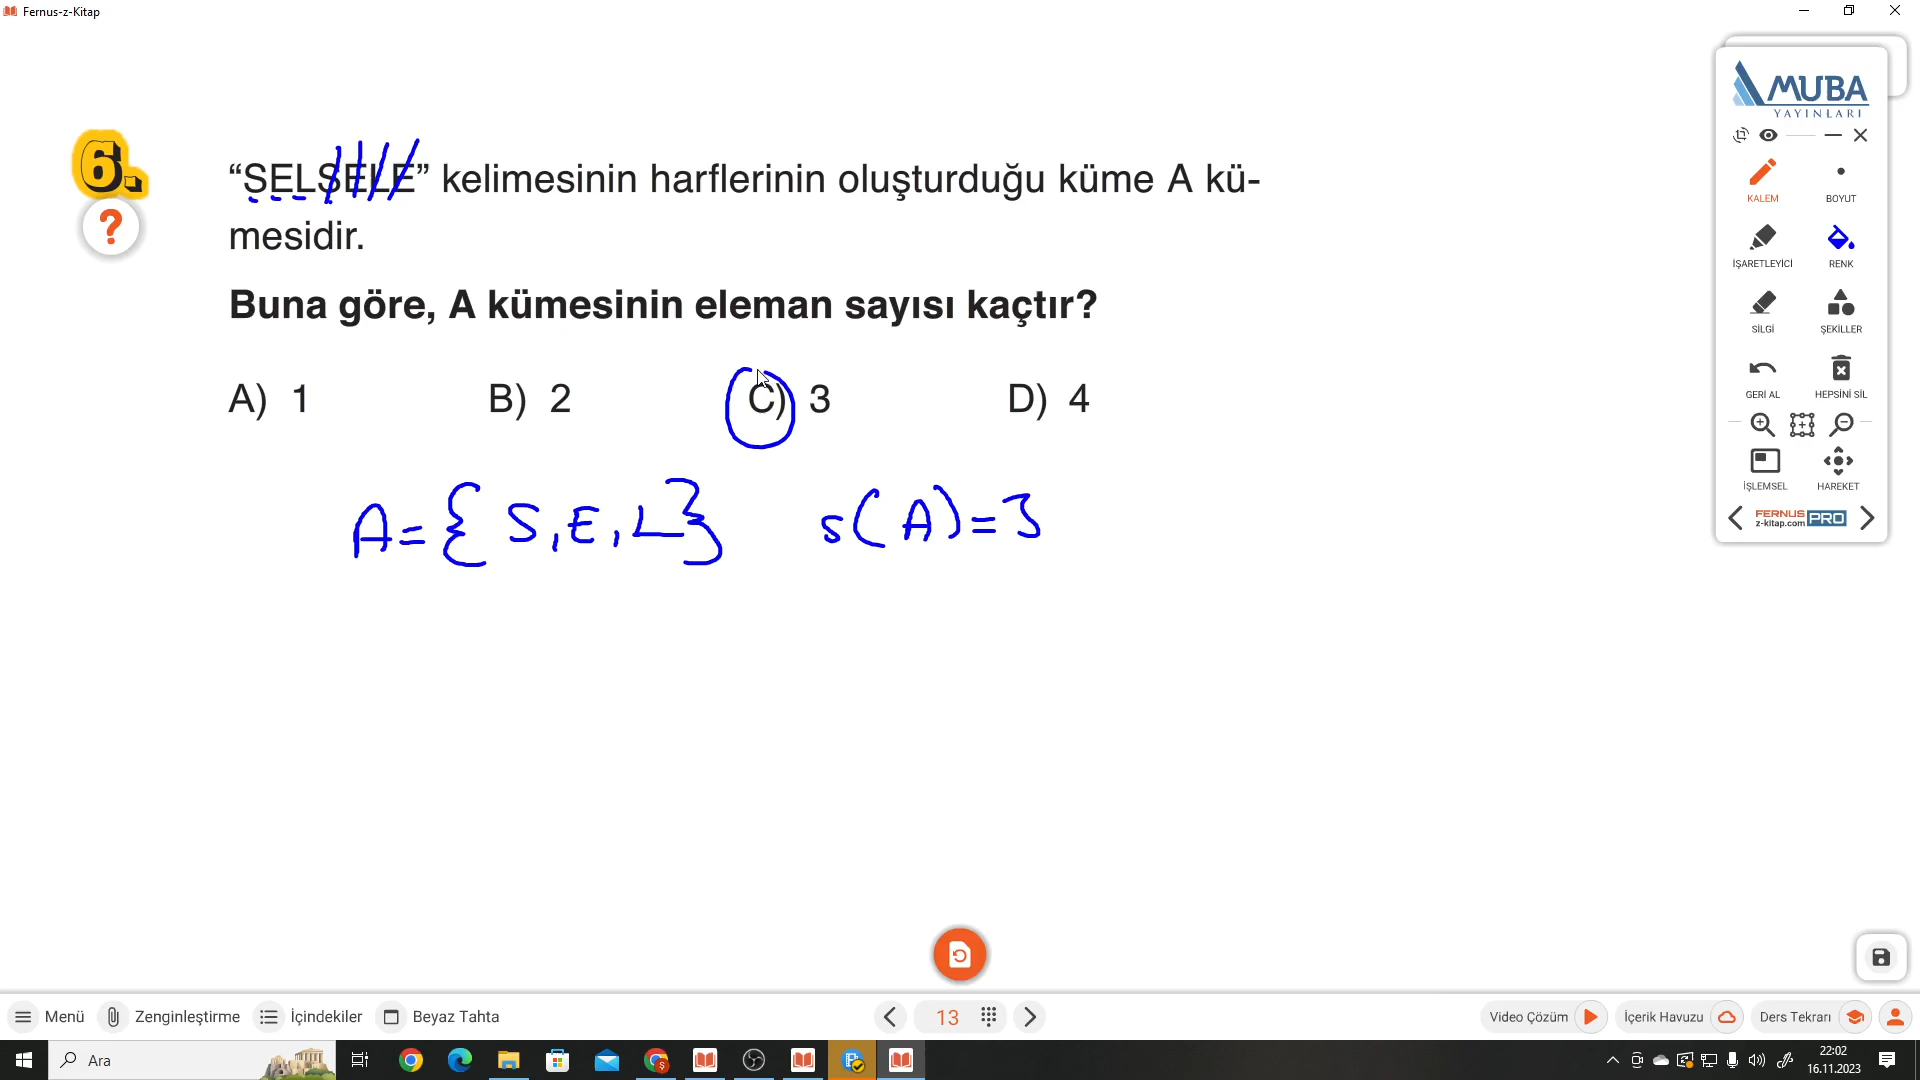 Fernus-z-Kitap
MUBA
YAYINLARI
6.
?
“SELSELE” kelimesinin harflerinin oluşturduğu küme A kü-
mesidir.
Buna göre, A kümesinin eleman sayısı kaçtır?
A) 1 B) 2 C) 3 D) 4
A={ S,E,L} s(A)=3
KALEM BOYUT
İŞARETLEYİCİ RENK
SİLGİ ŞEKİLLER
GERİ AL HEPSİNİ SİL
İŞLEMSEL HAREKET
FERNUS
z-kitap.com PRO
Menü Zenginleştirme İçindekiler Beyaz Tahta 13 Video Çözüm İçerik Havuzu Ders Tekrarı
Ara 22:02
16.11.2023